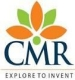 CMR
EXPLORE TO INVENT